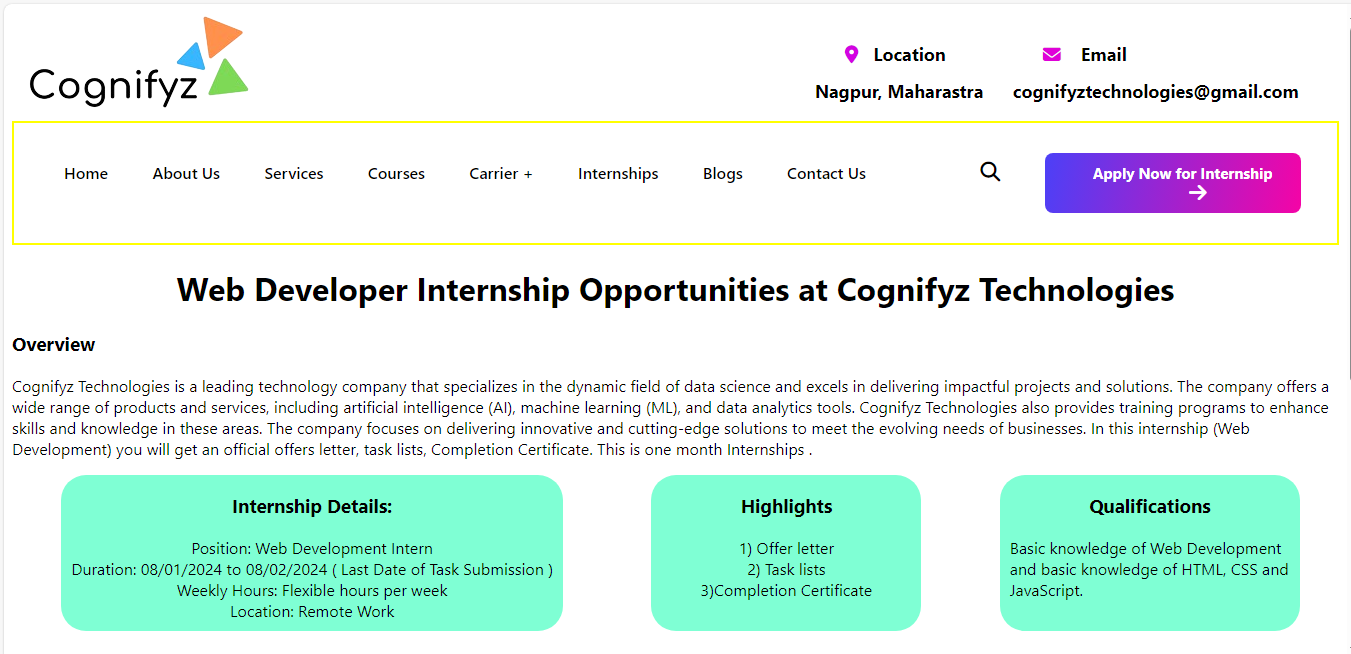 Cognifyz
Location
Email
Nagpur, Maharastra
cognifyztechnologies@gmail.com
Home
About Us
Services
Courses
Carrier +
Internships
Blogs
Contact Us
Apply Now for Internship
Web Developer Internship Opportunities at Cognifyz Technologies
Overview
Cognifyz Technologies is a leading technology company that specializes in the dynamic field of data science and excels in delivering impactful projects and solutions. The company offers a
wide range of products and services, including artificial intelligence (AI), machine learning (ML), and data analytics tools. Cognifyz Technologies also provides training programs to enhance
skills and knowledge in these areas. The company focuses on delivering innovative and cutting-edge solutions to meet the evolving needs of businesses. In this internship (Web
Development) you will get an official offers letter, task lists, Completion Certificate. This is one month Internships .
Internship Details:
Position: Web Development Intern
Duration: 08/01/2024 to 08/02/2024 ( Last Date of Task Submission )
Weekly Hours: Flexible hours per week
Location: Remote Work
Highlights
1) Offer letter
2) Task lists
3)Completion Certificate
Qualifications
Basic knowledge of Web Development
and basic knowledge of HTML, CSS and
JavaScript.